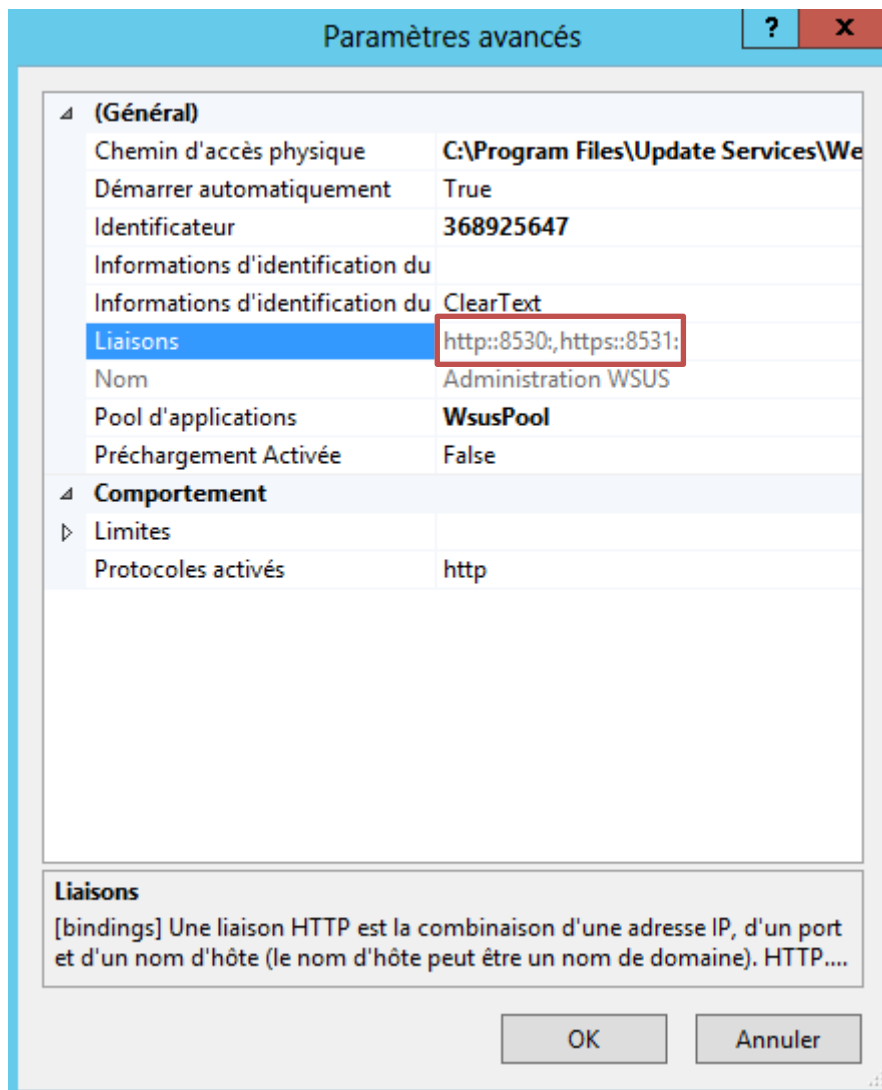 Paramètres avancés
? x
(Général)
Chemin d'accès physique C:\Program Files\Update Services\We
Démarrer automatiquement True
Identificateur 368925647
Informations d'identification du
Informations d'identification du ClearText
Liaisons http::8530:,https::8531:
Nom Administration WSUS
Pool d'applications WsusPool
Préchargement Activée False
Comportement
Limites
Protocoles activés http
Liaisons
[bindings] Une liaison HTTP est la combinaison d'une adresse IP, d'un port
et d'un nom d'hôte (le nom d'hôte peut être un nom de domaine). HTTP....
OK Annuler